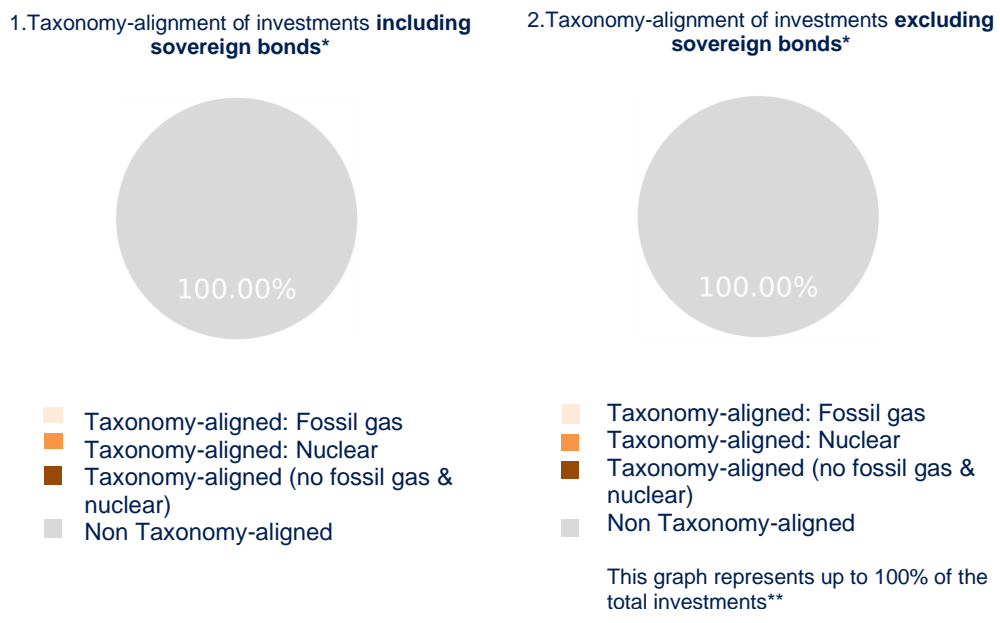 1.Taxonomy-alignment of investments including
sovereign bonds*
100.00%
Taxonomy-aligned: Fossil gas
Taxonomy-aligned: Nuclear
Taxonomy-aligned (no fossil gas &
nuclear)
Non Taxonomy-aligned
2.Taxonomy-alignment of investments excluding
sovereign bonds*
100.00%
Taxonomy-aligned: Fossil gas
Taxonomy-aligned: Nuclear
Taxonomy-aligned (no fossil gas &
nuclear)
Non Taxonomy-aligned
This graph represents up to 100% of the
total investments**